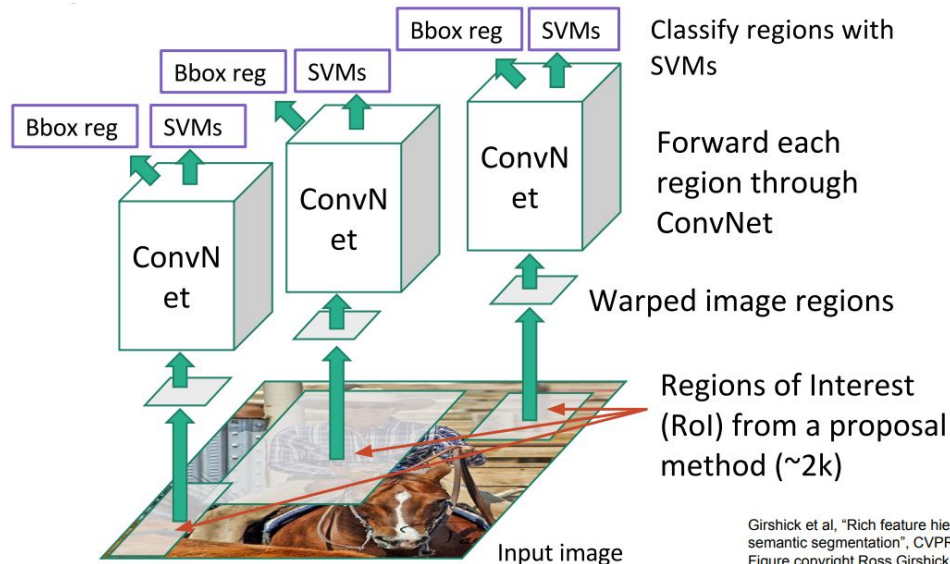 Bbox reg
SVMs
Classify regions with
SVMs
Bbox reg
SVMs
Bbox reg
SVMs
ConvN
et
ConvN
et
ConvN
et
Forward each
region through
ConvNet
Warped image regions
Regions of Interest
(RoI) from a proposal
method (~2k)
Input image
Girshick et al, “Rich feature hie
semantic segmentation”, CVPR
Figure copyright Ross Girshick